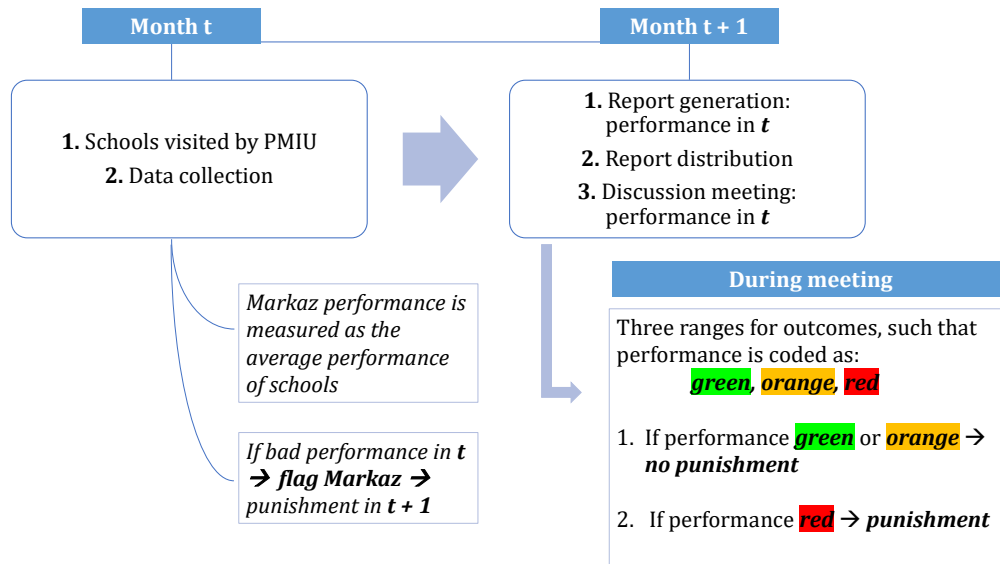 Month t
Month t + 1
1. Schools visited by PMIU
2. Data collection
1. Report generation:
performance in t
2. Report distribution
3. Discussion meeting:
performance in t
Markaz performance is
measured as the
average performance
of schools
If bad performance in t
→ flag Markaz →
punishment in t + 1
During meeting
Three ranges for outcomes, such that
performance is coded as:
green, orange, red
1. If performance green or orange →
no punishment
2. If performance red → punishment